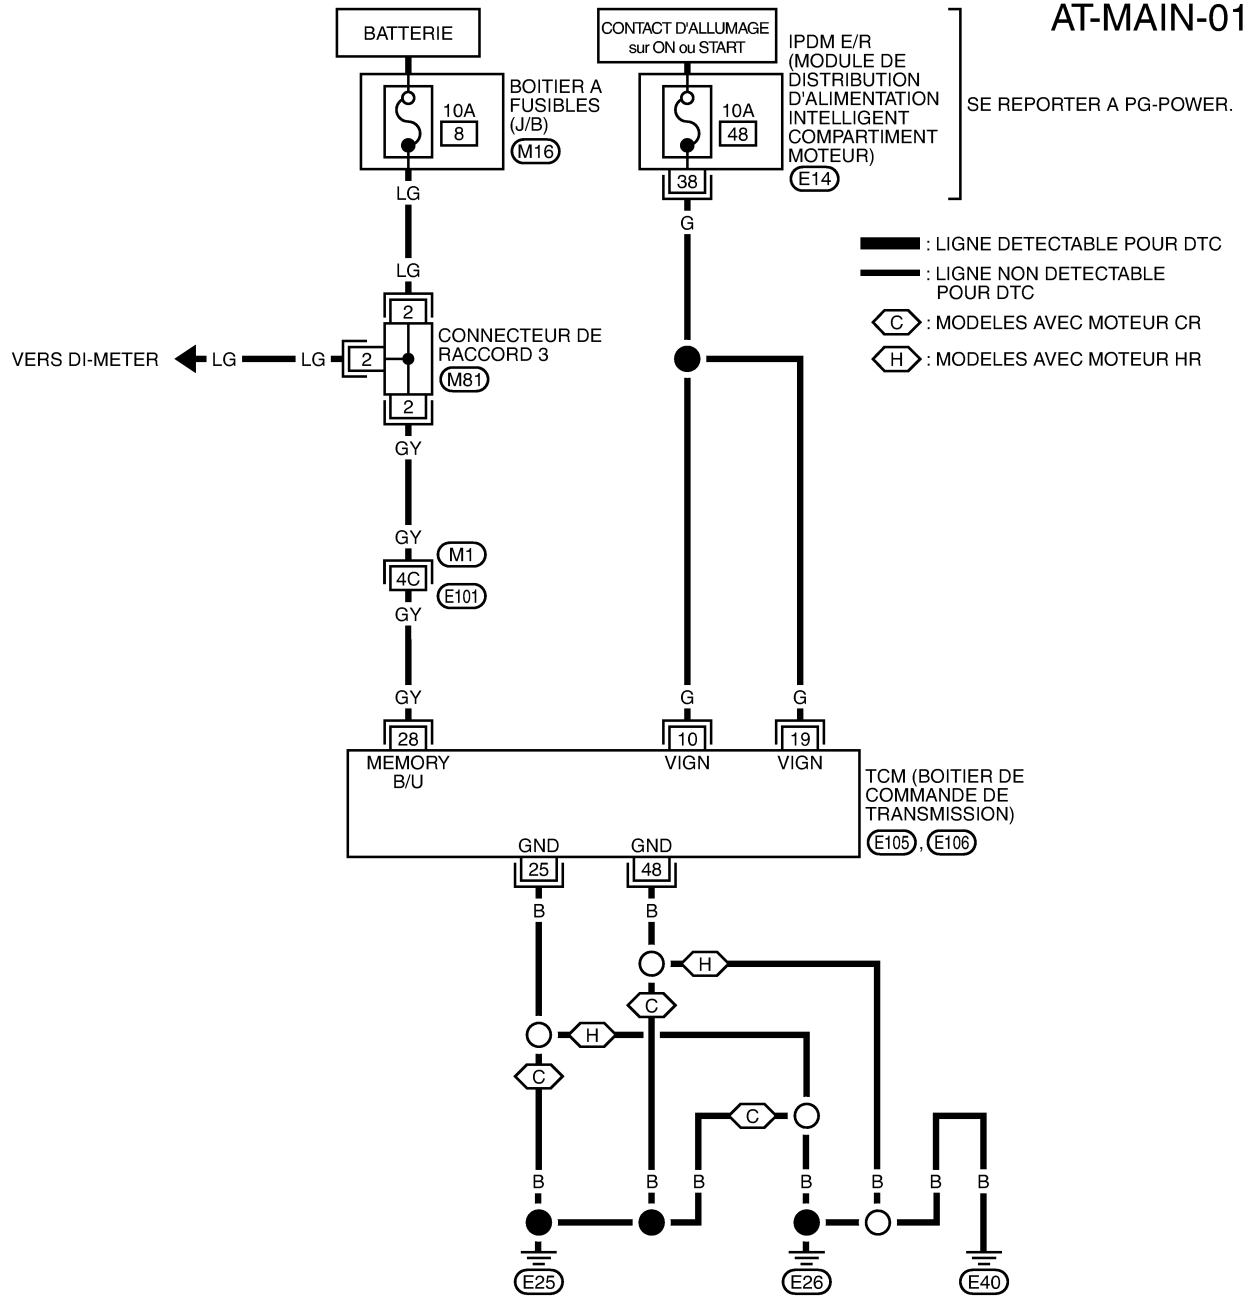 AT-MAIN-01
BATTERIE
CONTACT D'ALLUMAGE
sur ON ou START
10A
8
BOITIER A
FUSIBLES
(J/B)
M16
10A
48
IPDM E/R
(MODULE DE
DISTRIBUTION
D'ALIMENTATION
INTELLIGENT
COMPARTIMENT
MOTEUR)
E14
SE REPORTER A PG-POWER.
38
LG
G
LG
: LIGNE DETECTABLE POUR DTC
: LIGNE NON DETECTABLE
POUR DTC
C : MODELES AVEC MOTEUR CR
H : MODELES AVEC MOTEUR HR
2
VERS DI-METER
LG
LG
2
CONNECTEUR DE
RACCORD 3
M81
2
GY
GY
M1
4C
E101
GY
GY
G
G
28
10
19
MEMORY
B/U
VIGN
VIGN
TCM (BOITIER DE
COMMANDE DE
TRANSMISSION)
E105 , E106
GND
GND
25
48
B
B
H
C
H
C
C
B
B
B
B
B
B
B
E25
E26
E40